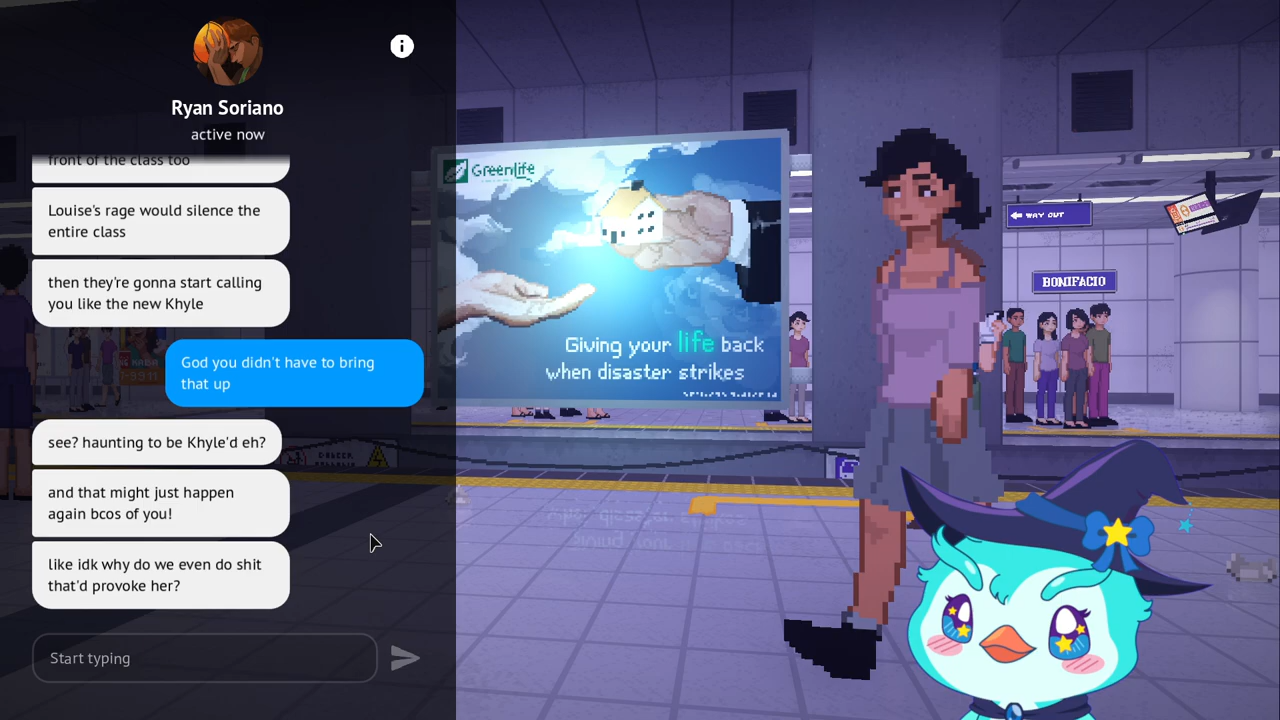 Ryan Soriano
active now
front of the class too
Louise's rage would silence the
entire class
then they're gonna start calling
you like the new Khyle
God you didn't have to bring
that up
see? haunting to be Khyle'd eh?
and that might just happen
again bcos of you!
like idk why do we even do shit
that'd provoke her?
Start typing
GreenLife
Giving your life back
when disaster strikes
WAY OUT
BONIFACIO
DANGER